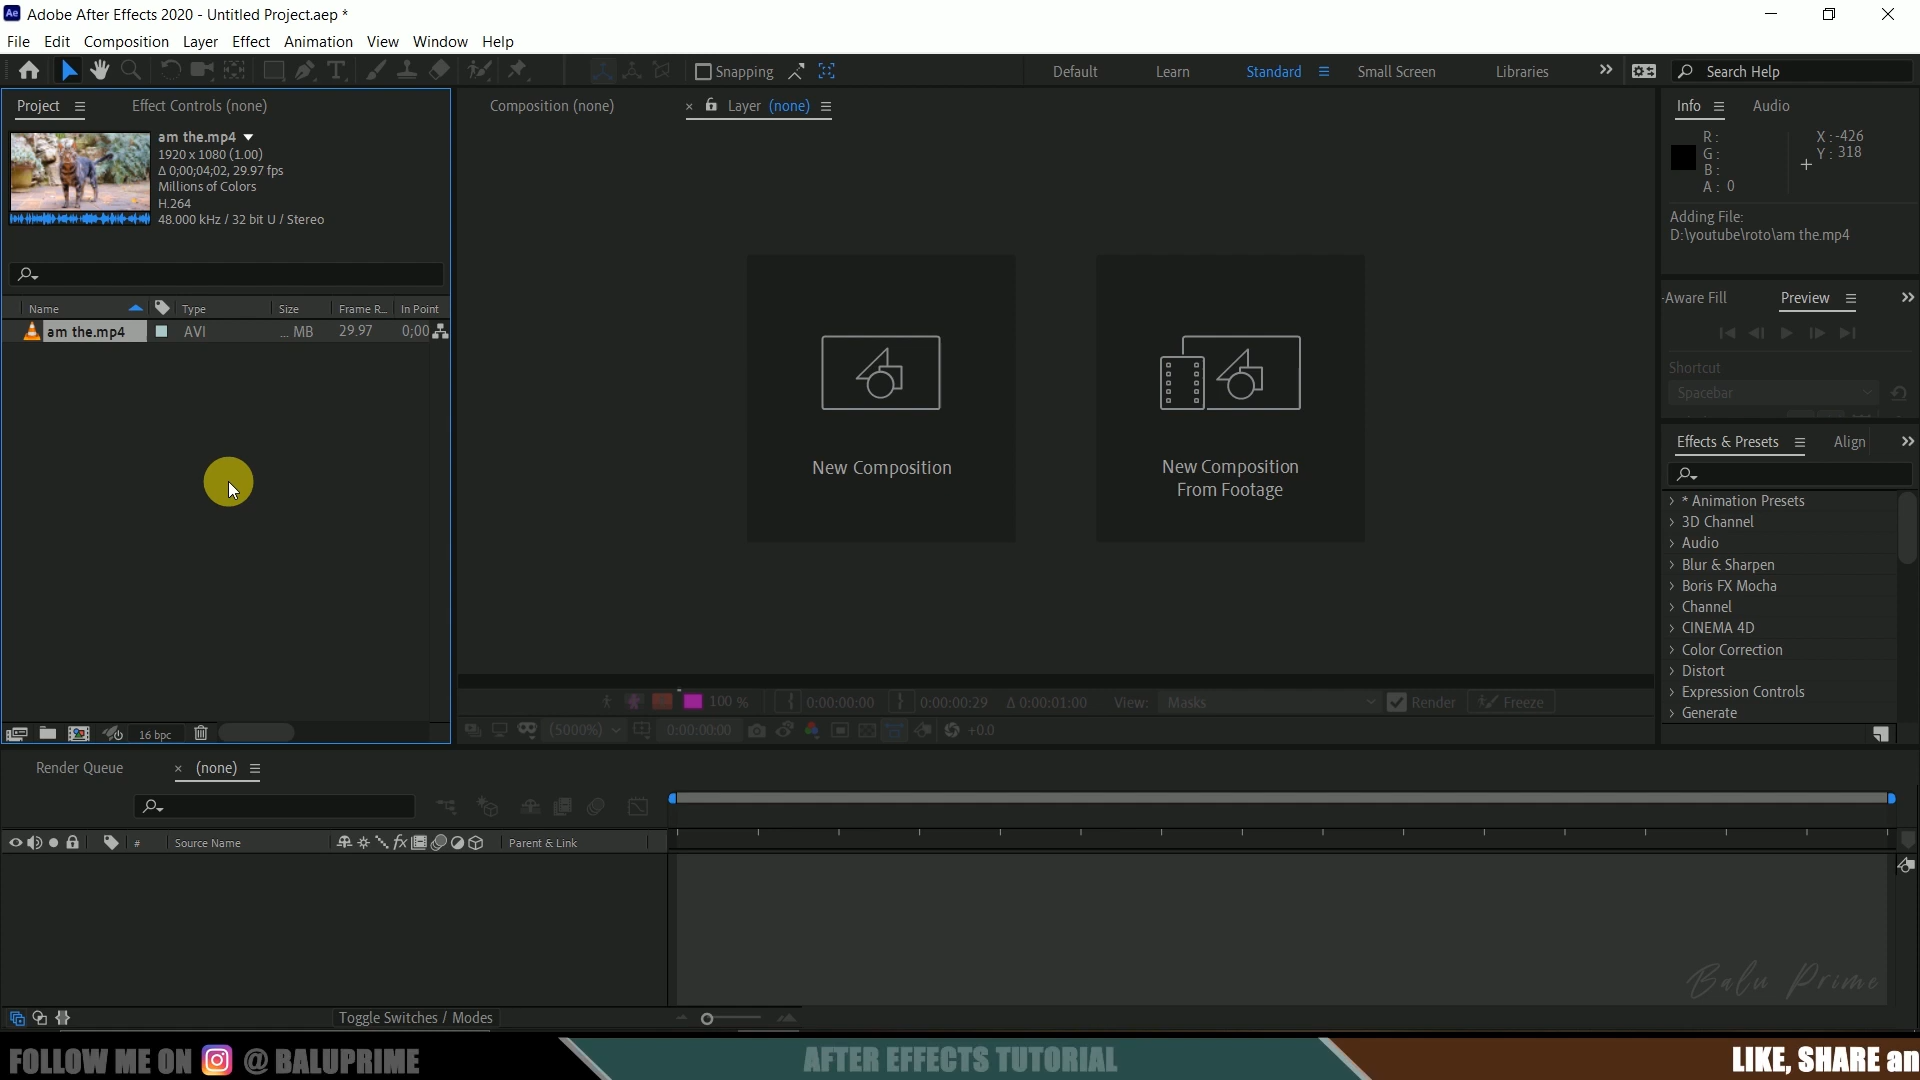 Ae Adobe After Effects 2020 - Untitled Project.aep *
File Edit Composition Layer Effect Animation View Window Help
Snapping Default Learn Standard Small Screen Libraries Search Help
Project Effect Controls (none)
am the.mp4
1920 x 1080 (1.00)
Δ 0;00;04;02, 29.97 fps
Millions of Colors
H.264
48.000 kHz / 32 bit U / Stereo
Name Type Size Frame R... In Point
am the.mp4 AVI ... MB 29.97 0;00
16 bpc
Composition (none) × Layer (none)
New Composition
New Composition
From Footage
100 % 0:00:00:00 0:00:00:29 Δ 0:00:01:00 View: Masks Render Freeze
(5000%) 0:00:00:00 +0.0
Info Audio
R:
G:
B:
A: 0
X: -426
Y: 318
Adding File:
D:\youtube\roto\am the.mp4
-Aware Fill Preview
Shortcut
Spacebar
Effects & Presets Align
* Animation Presets
3D Channel
Audio
Blur & Sharpen
Boris FX Mocha
Channel
CINEMA 4D
Color Correction
Distort
Expression Controls
Generate
Render Queue × (none)
# Source Name fx Parent & Link
Toggle Switches / Modes
Balu Prime
FOLLOW ME ON @ BALUPRIME
AFTER EFFECTS TUTORIAL
LIKE, SHARE an